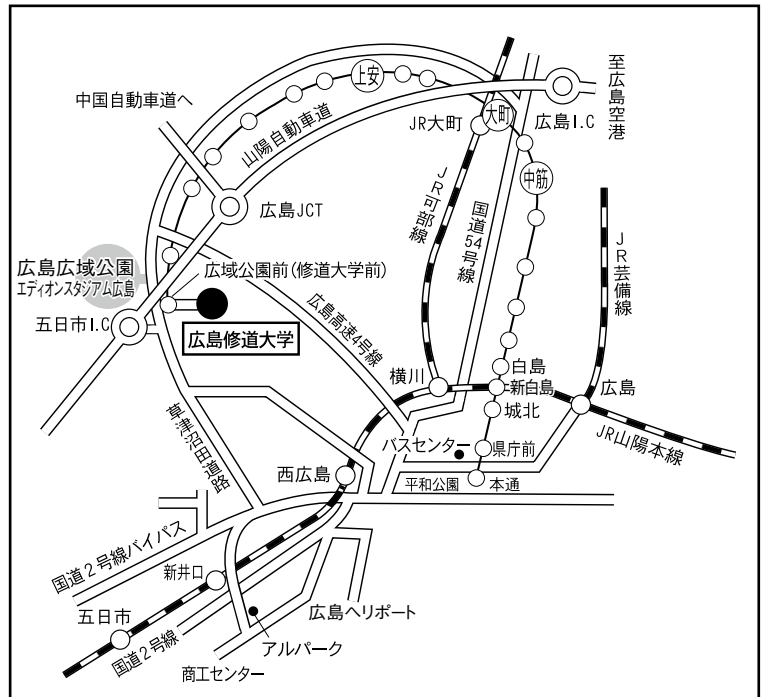 上安
至広島空港
中国自動車道へ
山陽自動車道
JR大町
大町
広島I.C
中筋
広島JCT
JR可部線
国道54号線
JR芸備線
広島広域公園
エディオンスタジアム広島
広域公園前(修道大学前)
五日市I.C
広島修道大学
広島高速4号線
白島
横川
新白島
広島
城北
草津沼田道路
バスセンター
県庁前
JR山陽本線
西広島
平和公園
本通
国道2号線バイパス
新井口
五日市
広島ヘリポート
国道2号線
アルパーク
商工センター